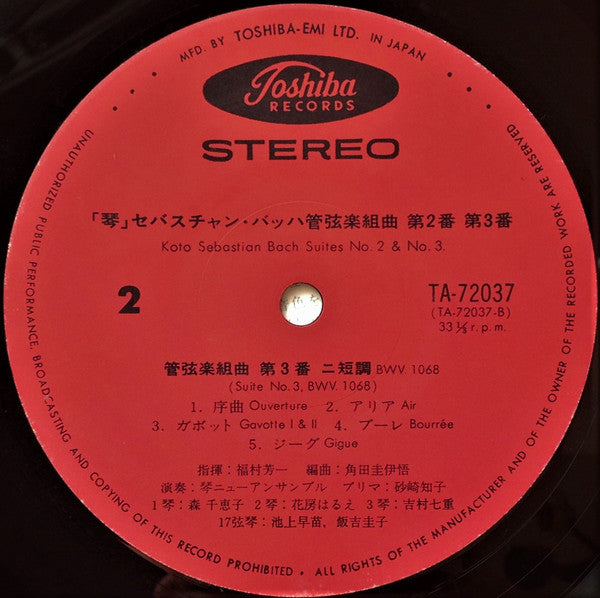 MFD. BY TOSHIBA-EMI LTD. IN JAPAN
Toshiba
RECORDS
STEREO
「琴」セバスチャン・バッハ管弦楽組曲 第2番 第3番
Koto Sebastian Bach Suites No. 2 & No. 3.
2
TA-72037
(TA-72037-B)
33 ⅓ r. p. m.
管弦楽組曲 第3番 ニ短調 BWV. 1068
(Suite No. 3, BWV. 1068)
1. 序曲 Ouverture 2. アリア Air
3. ガボット Gavotte I & II 4. ブーレ Bourrée
5. ジーグ Gigue
指揮:福村芳一 編曲:角田圭伊悟
演奏:琴ニューアンサンブル プリマ:砂崎知子
1琴:森 千恵子 2琴:花房はるえ 3琴:吉村七重
17弦琴:池上早苗、飯吉圭子
UNAUTHORIZED PUBLIC PERFORMANCE, BROADCASTING AND COPYING OF THIS RECORD PROHIBITED • ALL RIGHTS OF THE MANUFACTURER AND OF THE OWNER OF THE RECORDED WORK ARE RESERVED